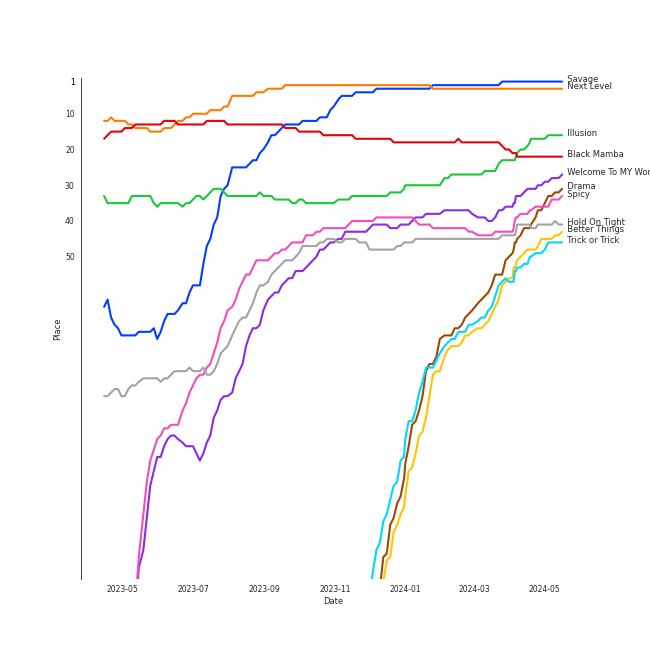 1
10
20
30
40
50
Place
Savage
Next Level
Illusion
Black Mamba
Welcome To MY Wor
Drama
Spicy
Hold On Tight
Better Things
Trick or Trick
2023-05
2023-07
2023-09
2023-11
2024-01
2024-03
2024-05
Date